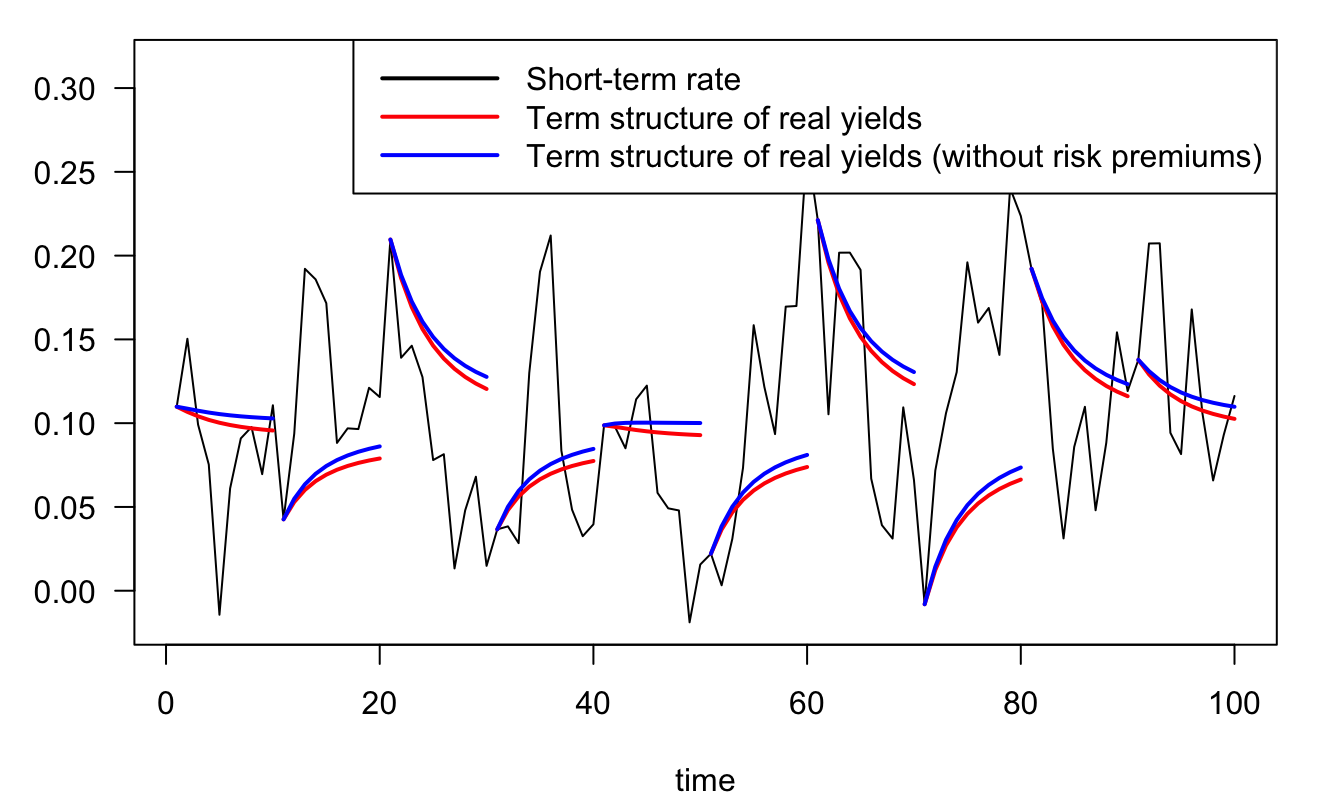 Short-term rate
Term structure of real yields
Term structure of real yields (without risk premiums)
0.30
0.25
0.20
0.15
0.10
0.05
0.00
0 20 40 60 80 100
time